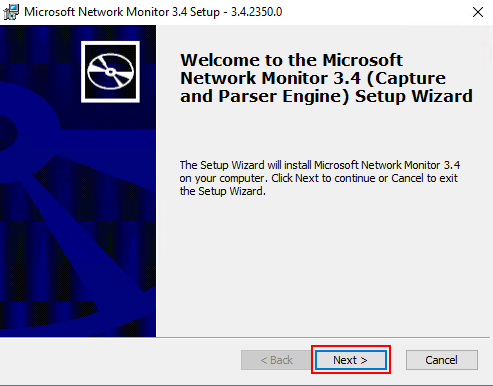 Microsoft Network Monitor 3.4 Setup - 3.4.2350.0
Welcome to the Microsoft
Network Monitor 3.4 (Capture
and Parser Engine) Setup Wizard
The Setup Wizard will install Microsoft Network Monitor 3.4
on your computer. Click Next to continue or Cancel to exit
the Setup Wizard.
< Back Next > Cancel